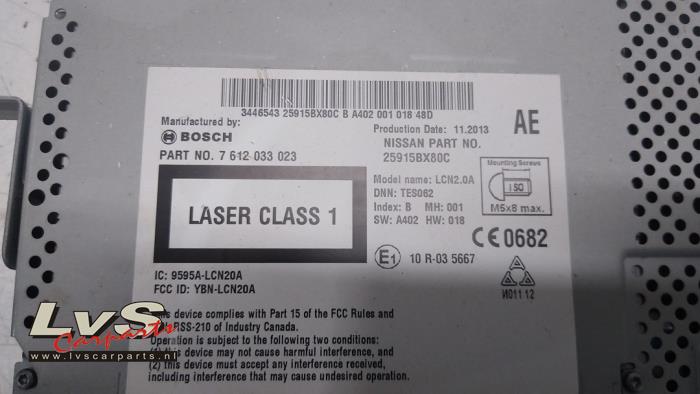 3446543 25915BX80C B A402 001 018 48D
Manufactured by:
BOSCH
PART NO. 7 612 033 023
LASER CLASS 1
IC: 9595A-LCN20A
FCC ID: YBN-LCN20A
Production Date: 11.2013
AE
NISSAN PART NO.
25915BX80C
Model name: LCN2.0A
DNN: TES062
Index: B MH: 001
SW: A402 HW: 018
Mounting Screws
ISO
M5x8 max.
CE0682
E1 10 R-03 5667
И011 12
This device complies with Part 15 of the FCC Rules and
RSS-210 of Industry Canada.
Operation is subject to the following two conditions:
(1) this device may not cause harmful interference, and
(2) this device must accept any interference received,
including interference that may cause undesired operation.
LvS
Carparts
www.lvscarparts.nl